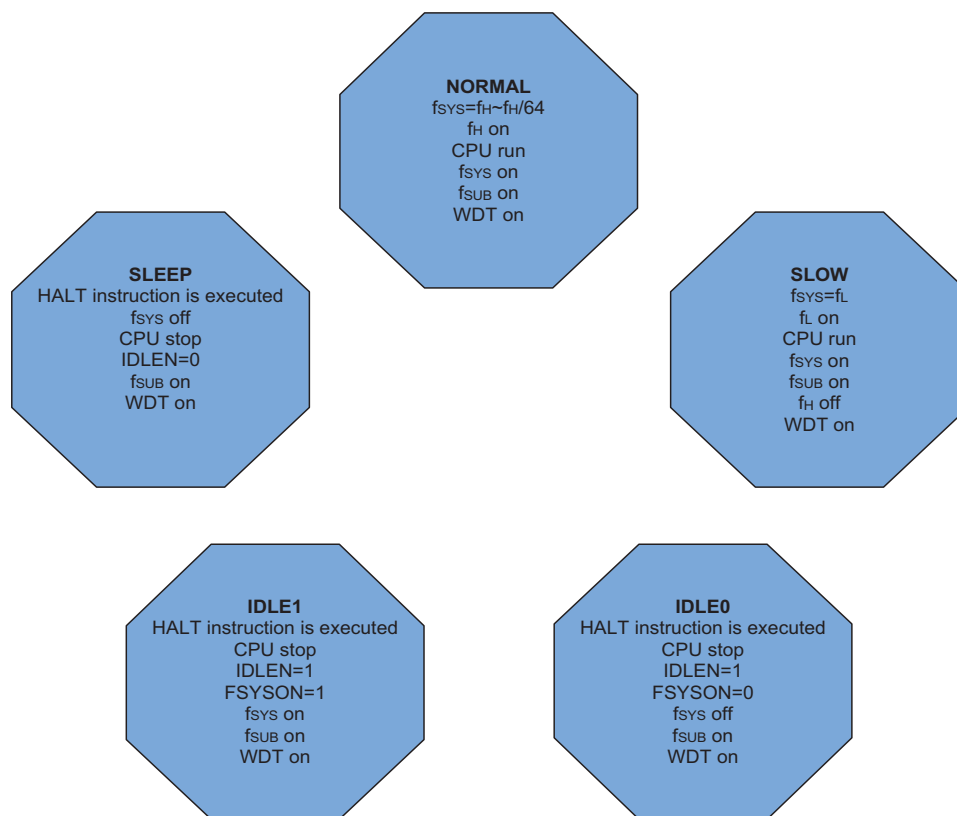 NORMAL
fSYS=fH~fH/64
fH on
CPU run
fSYS on
fSUB on
WDT on
SLEEP
HALT instruction is executed
fSYS off
CPU stop
IDLEN=0
fSUB on
WDT on
SLOW
fSYS=fL
fL on
CPU run
fSYS on
fSUB on
fH off
WDT on
IDLE1
HALT instruction is executed
CPU stop
IDLEN=1
FSYSON=1
fSYS on
fSUB on
WDT on
IDLE0
HALT instruction is executed
CPU stop
IDLEN=1
FSYSON=0
fSYS off
fSUB on
WDT on